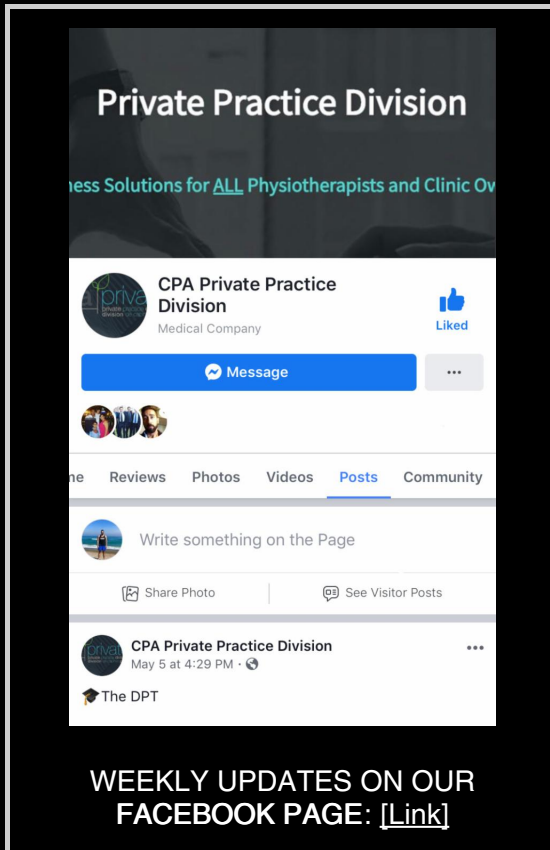 Private Practice Division
ness Solutions for ALL Physiotherapists and Clinic Ow
CPA Private Practice
Division
Medical Company
Liked
Message
me Reviews Photos Videos Posts Community
Write something on the Page
Share Photo See Visitor Posts
CPA Private Practice Division
May 5 at 4:29 PM ·
🎓The DPT
WEEKLY UPDATES ON OUR
FACEBOOK PAGE: [Link]